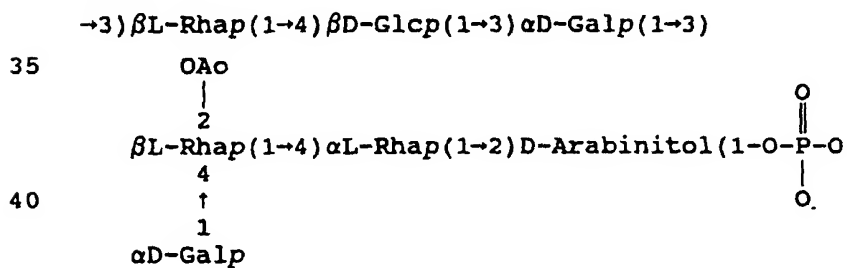 →3)βL-Rhap(1→4)βD-Glcp(1→3)αD-Galp(1→3)
35 OAo
|
2
O
||
βL-Rhap(1→4)αL-Rhap(1→2)D-Arabinitol(1-O-P-O
4 |
40 ↑ O.
1
αD-Galp